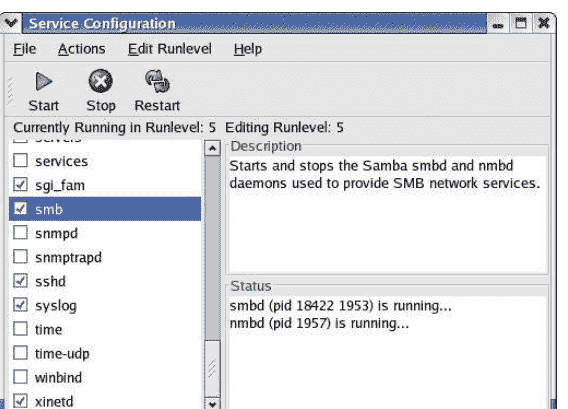 Service Configuration
File Actions Edit Runlevel Help
Start Stop Restart
Currently Running in Runlevel: 5 Editing Runlevel: 5
servers
services
sgi_fam
smb
snmpd
snmptrapd
sshd
syslog
time
time-udp
winbind
xinetd
Description
Starts and stops the Samba smbd and nmbd
daemons used to provide SMB network services.
Status
smbd (pid 18422 1953) is running...
nmbd (pid 1957) is running...